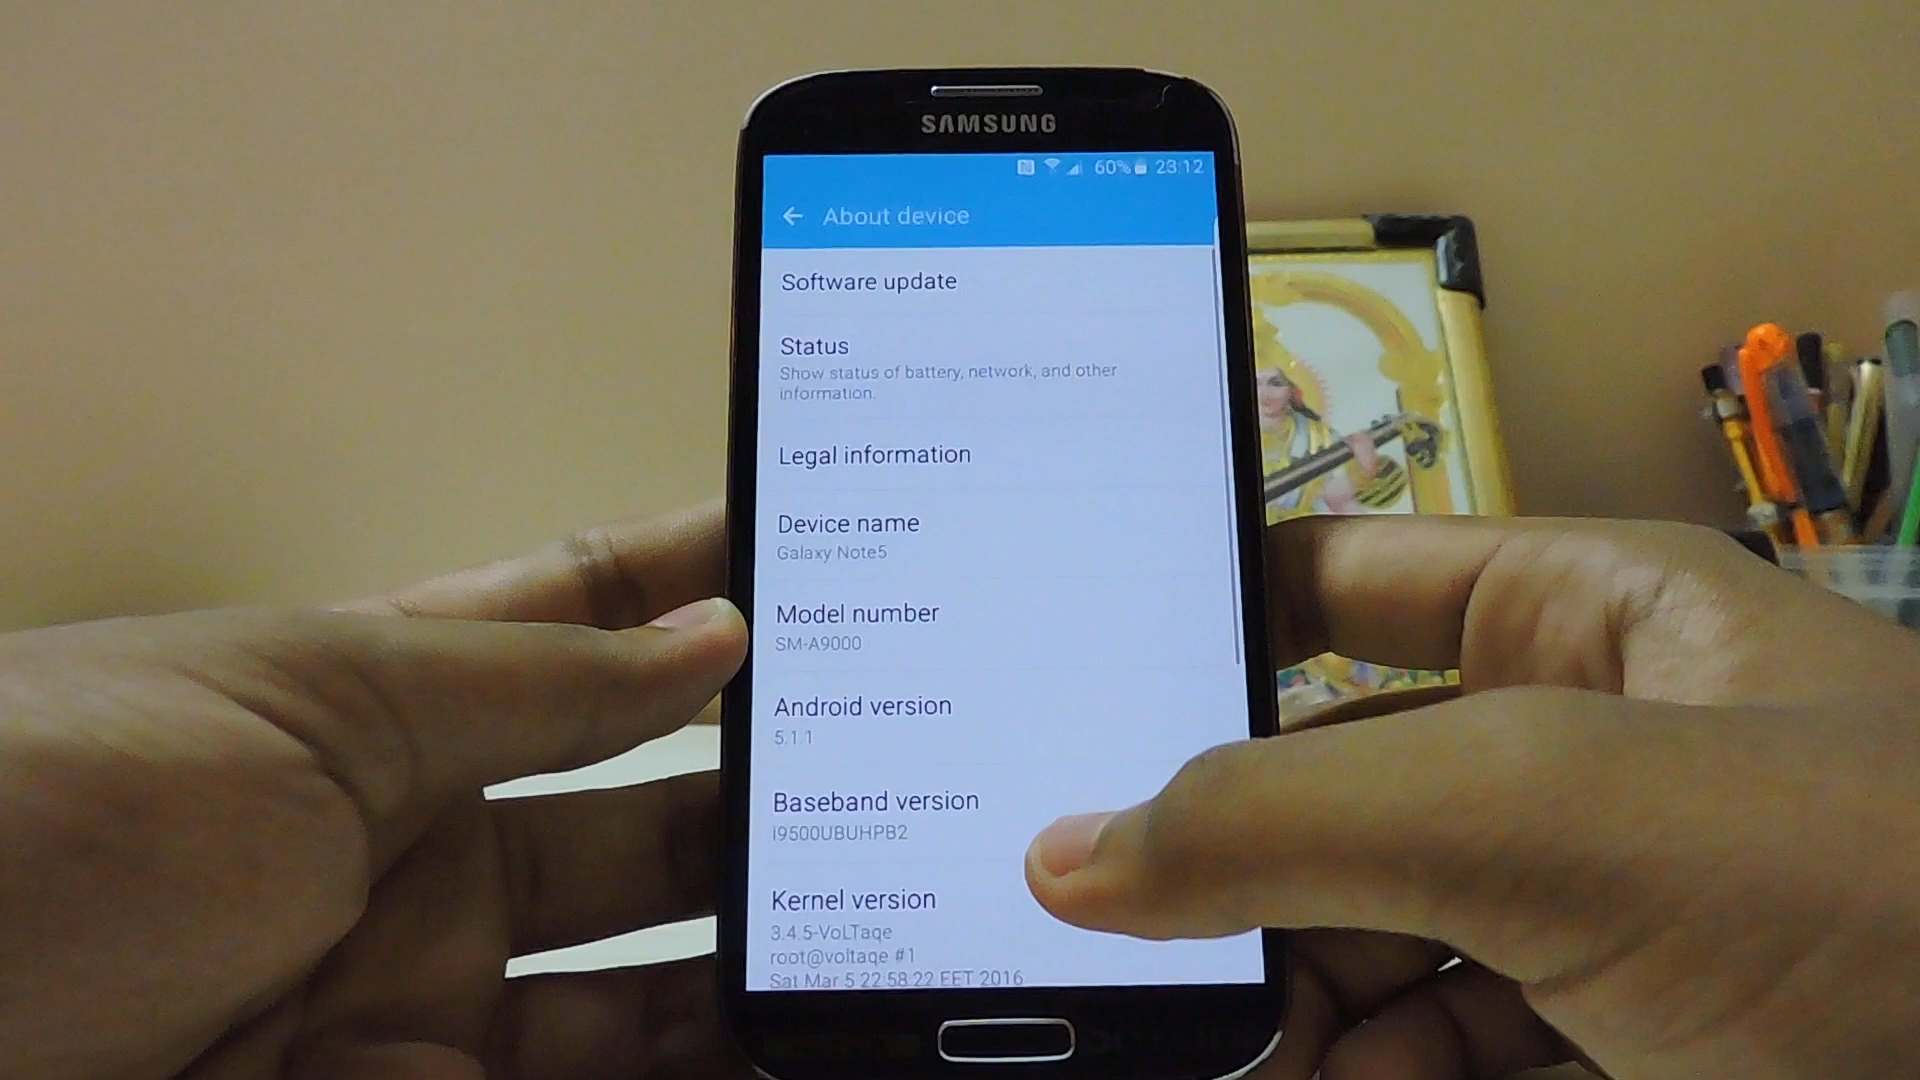 SAMSUNG
60% 23:12
About device
Software update
Status
Show status of battery, network, and other
information.
Legal information
Device name
Galaxy Note5
Model number
SM-A9000
Android version
5.1.1
Baseband version
I9500UBUHPB2
Kernel version
3.4.5-VoLTaqe
root@voltaqe #1
Sat Mar 5 22:58:22 EET 2016